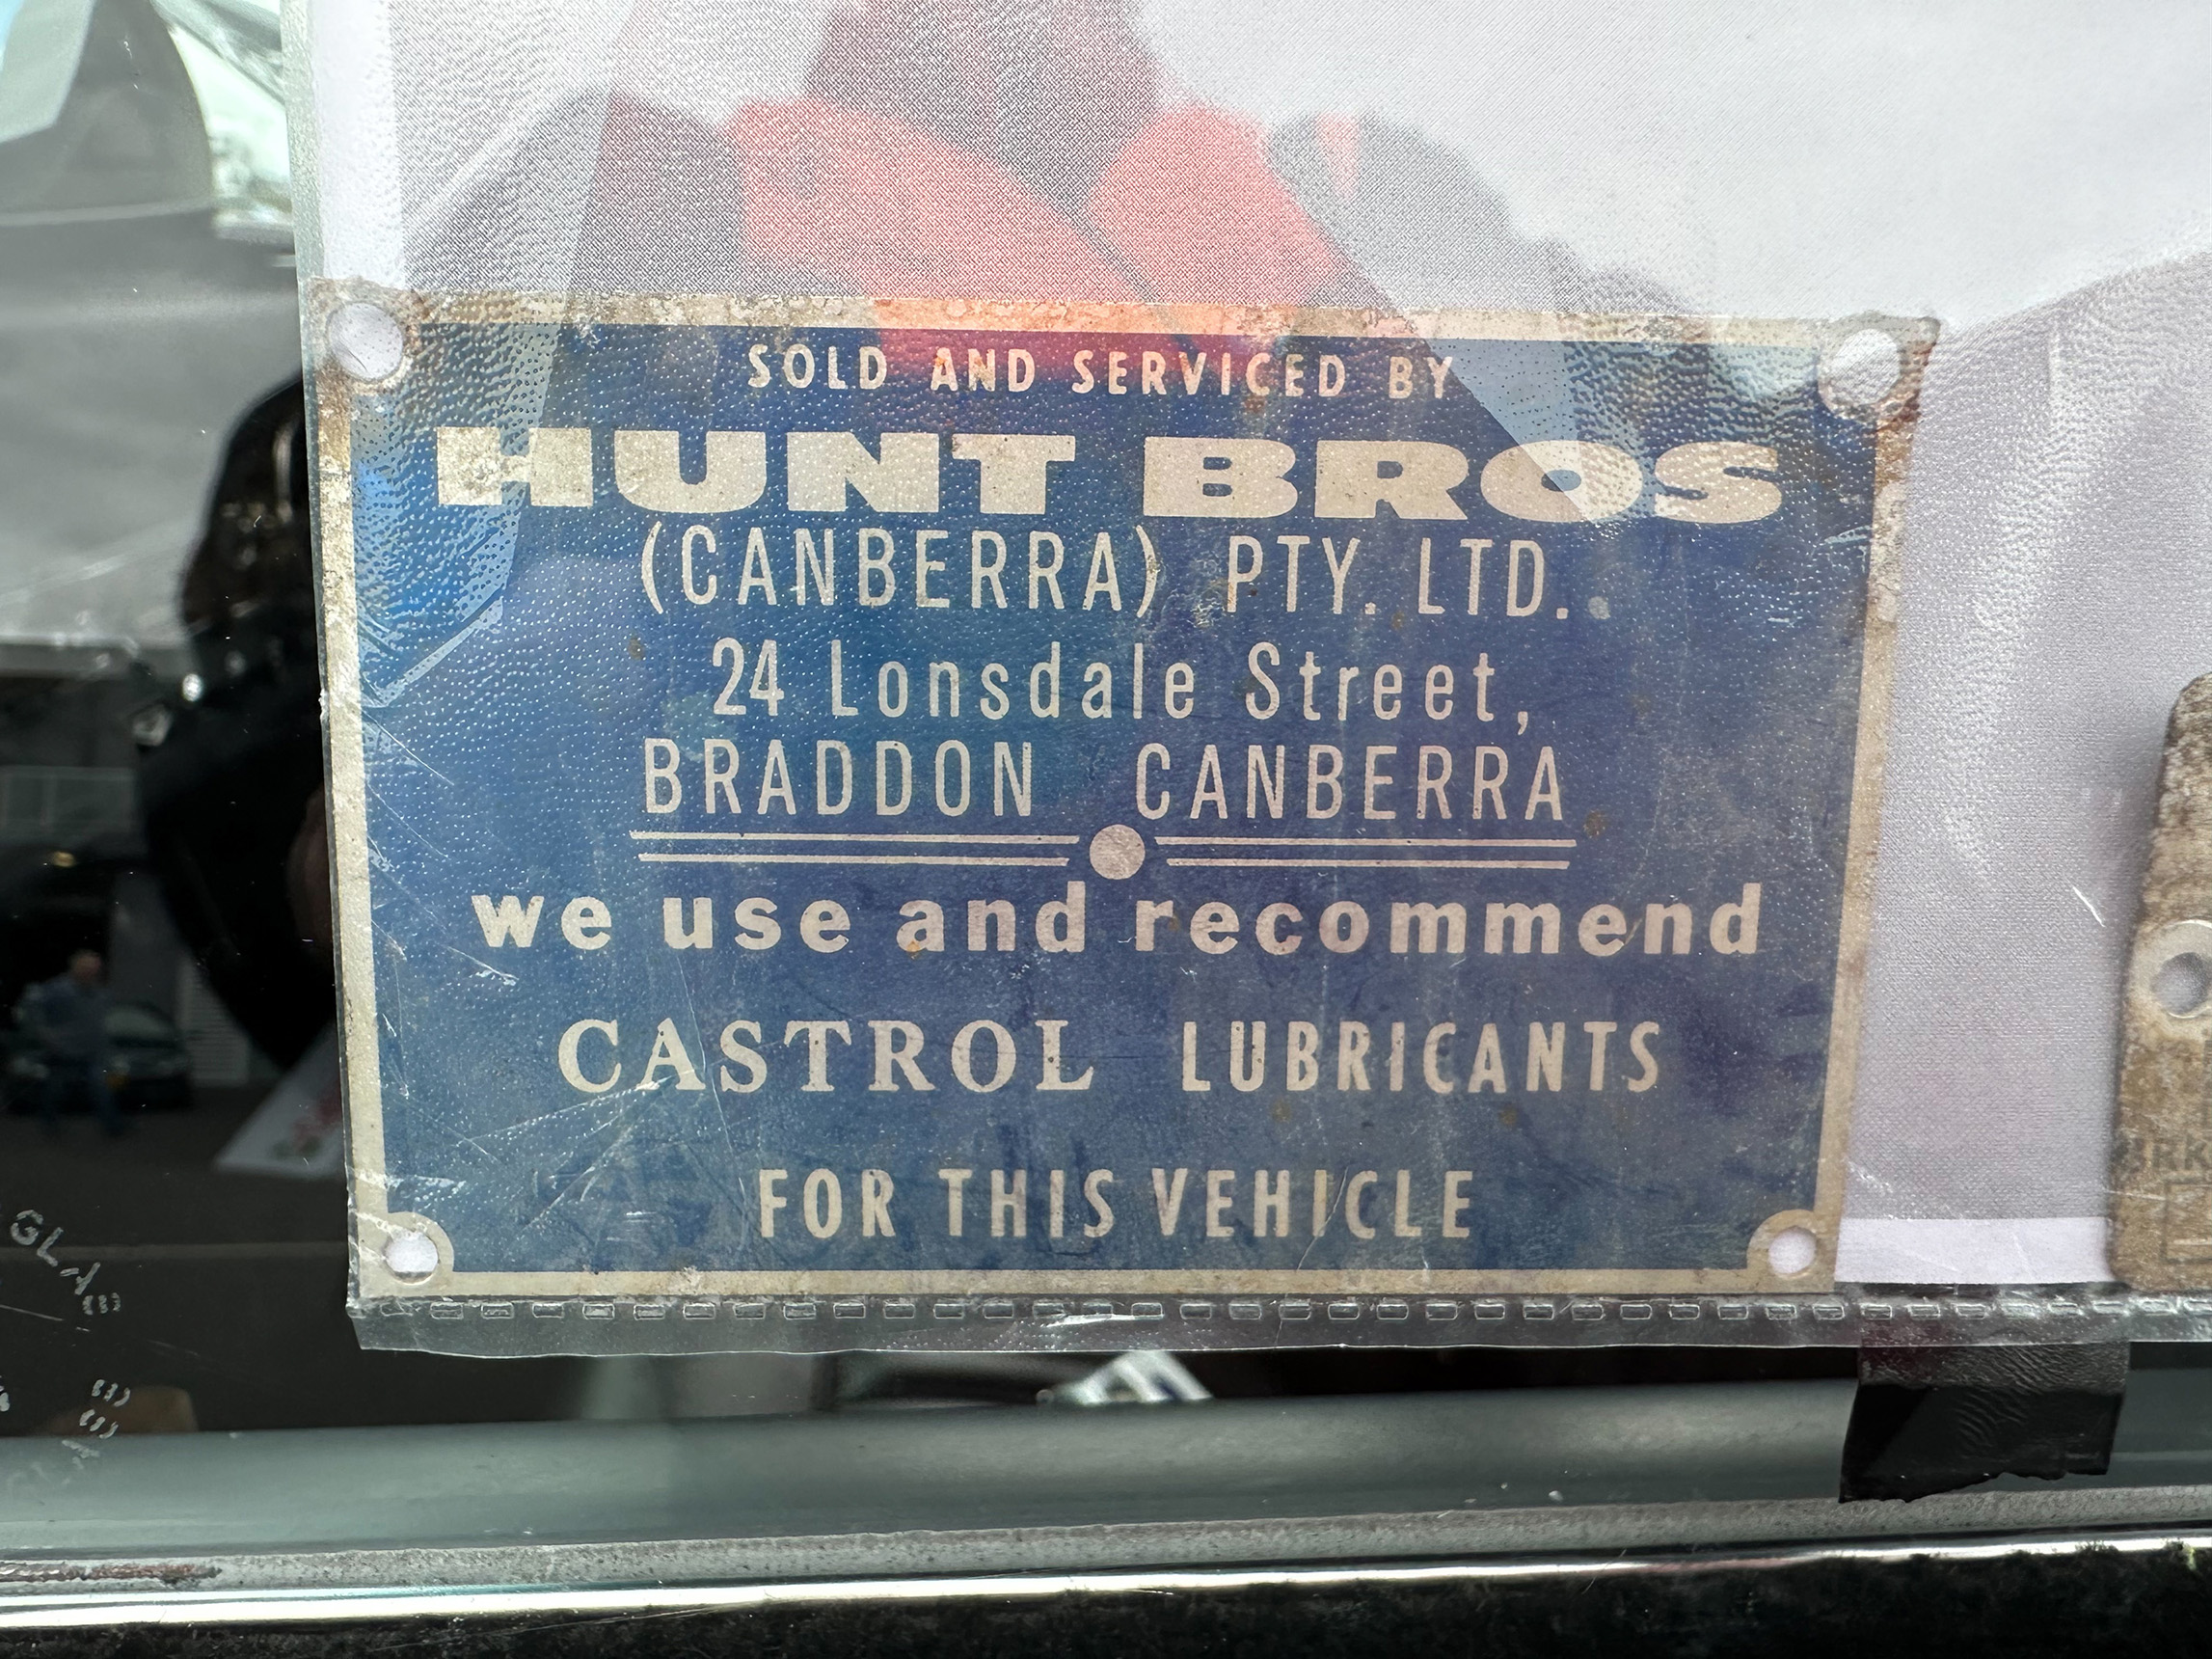 SOLD AND SERVICED BY
HUNT BROS
(CANBERRA) PTY. LTD.
24 Lonsdale Street,
BRADDON CANBERRA
we use and recommend
CASTROL LUBRICANTS
FOR THIS VEHICLE